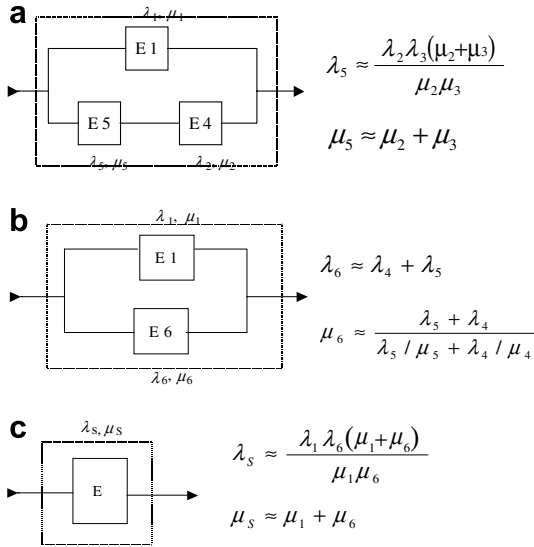 a
λ₁, μ₁
E 1
E 5
E 4
λ₅, μ₅
λ₂, μ₂
λ₅ ≈ λ₂ λ₃(μ₂+μ₃) / μ₂μ₃
μ₅ ≈ μ₂ + μ₃
b
λ₁, μ₁
E 1
E 6
λ₆, μ₆
λ₆ ≈ λ₄ + λ₅
μ₆ ≈ λ₅ + λ₄ / λ₅ / μ₅ + λ₄ / μ₄
c
λs, μS
E
λS ≈ λ₁ λ₆(μ₁+μ₆) / μ₁μ₆
μS ≈ μ₁ + μ₆